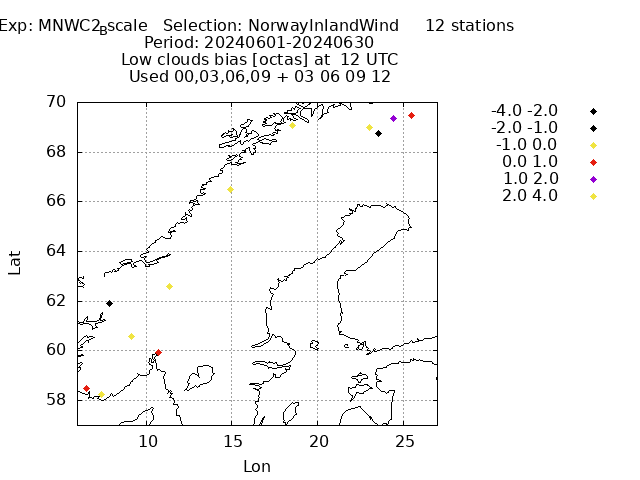 Exp: MNWC2Bscale   Selection: NorwayInlandWind     12 stations
Period: 20240601-20240630
Low clouds bias [octas] at  12 UTC
Used 00,03,06,09 + 03 06 09 12
-4.0 -2.0
-2.0 -1.0
-1.0 0.0
0.0 1.0
1.0 2.0
2.0 4.0
70
68
66
64
62
60
58
Lat
10 15 20 25
Lon